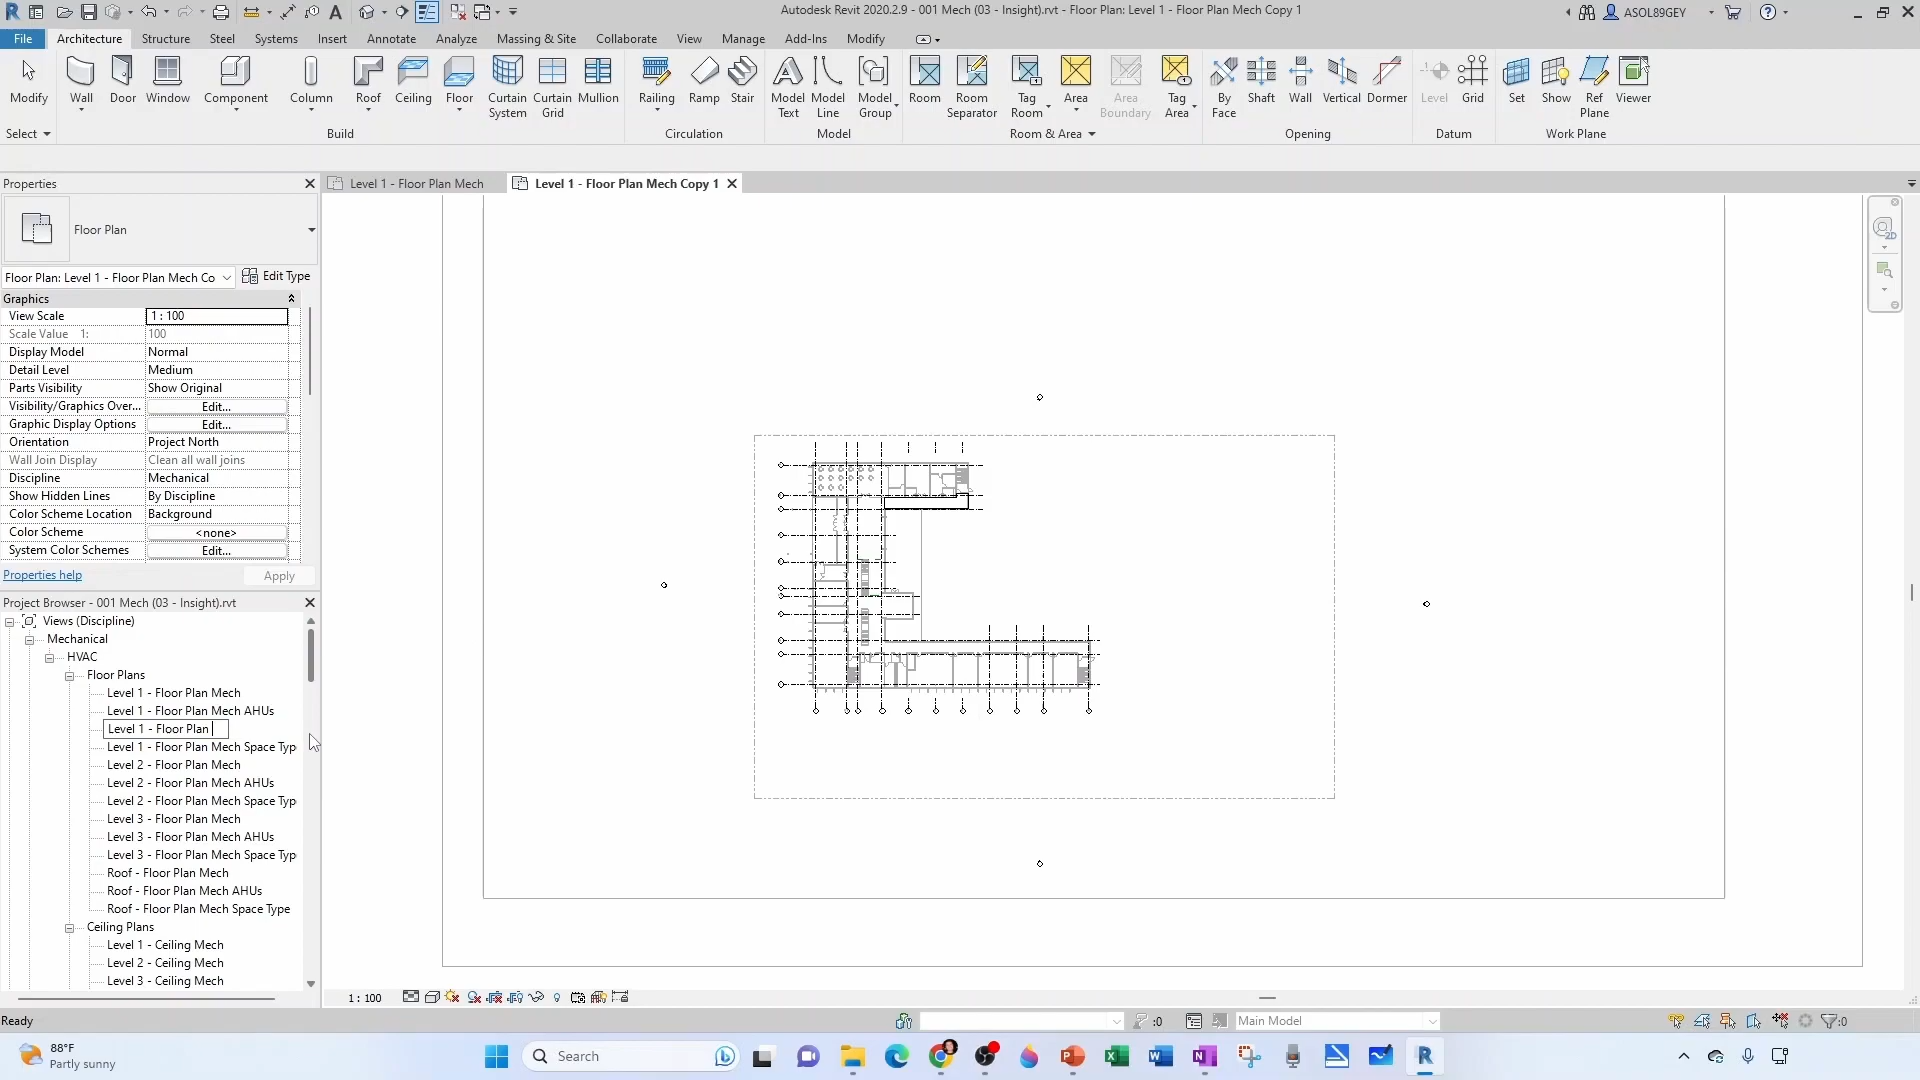 Autodesk Revit 2020.2.9 - 001 Mech (03 - Insight).rvt - Floor Plan: Level 1 - Floor Plan Mech Copy 1
ASOL89GEY
File Architecture Structure Steel Systems Insert Annotate Analyze Massing & Site Collaborate View Manage Add-Ins Modify
Modify Wall Door Window Component Column Roof Ceiling Floor Curtain System Curtain Grid Mullion Railing Ramp Stair Model Text Model Line Model Group Room Room Separator Tag Room Area Area Boundary Tag Area By Face Shaft Wall Vertical Dormer Level Grid Set Show Ref Plane Viewer
Select Build Circulation Model Room & Area Opening Datum Work Plane
Properties
Level 1 - Floor Plan Mech
Level 1 - Floor Plan Mech Copy 1
Floor Plan
Floor Plan: Level 1 - Floor Plan Mech Co
Edit Type
Graphics
View Scale 1 : 100
Scale Value 1: 100
Display Model Normal
Detail Level Medium
Parts Visibility Show Original
Visibility/Graphics Over... Edit...
Graphic Display Options Edit...
Orientation Project North
Wall Join Display Clean all wall joins
Discipline Mechanical
Show Hidden Lines By Discipline
Color Scheme Location Background
Color Scheme <none>
System Color Schemes Edit...
Properties help Apply
Project Browser - 001 Mech (03 - Insight).rvt
Views (Discipline)
Mechanical
HVAC
Floor Plans
Level 1 - Floor Plan Mech
Level 1 - Floor Plan Mech AHUs
Level 1 - Floor Plan
Level 1 - Floor Plan Mech Space Typ
Level 2 - Floor Plan Mech
Level 2 - Floor Plan Mech AHUs
Level 2 - Floor Plan Mech Space Typ
Level 3 - Floor Plan Mech
Level 3 - Floor Plan Mech AHUs
Level 3 - Floor Plan Mech Space Typ
Roof - Floor Plan Mech
Roof - Floor Plan Mech AHUs
Roof - Floor Plan Mech Space Type
Ceiling Plans
Level 1 - Ceiling Mech
Level 2 - Ceiling Mech
Level 3 - Ceiling Mech
2D
1 : 100
Ready
:0
Main Model
:0
88°F
Partly sunny
Search